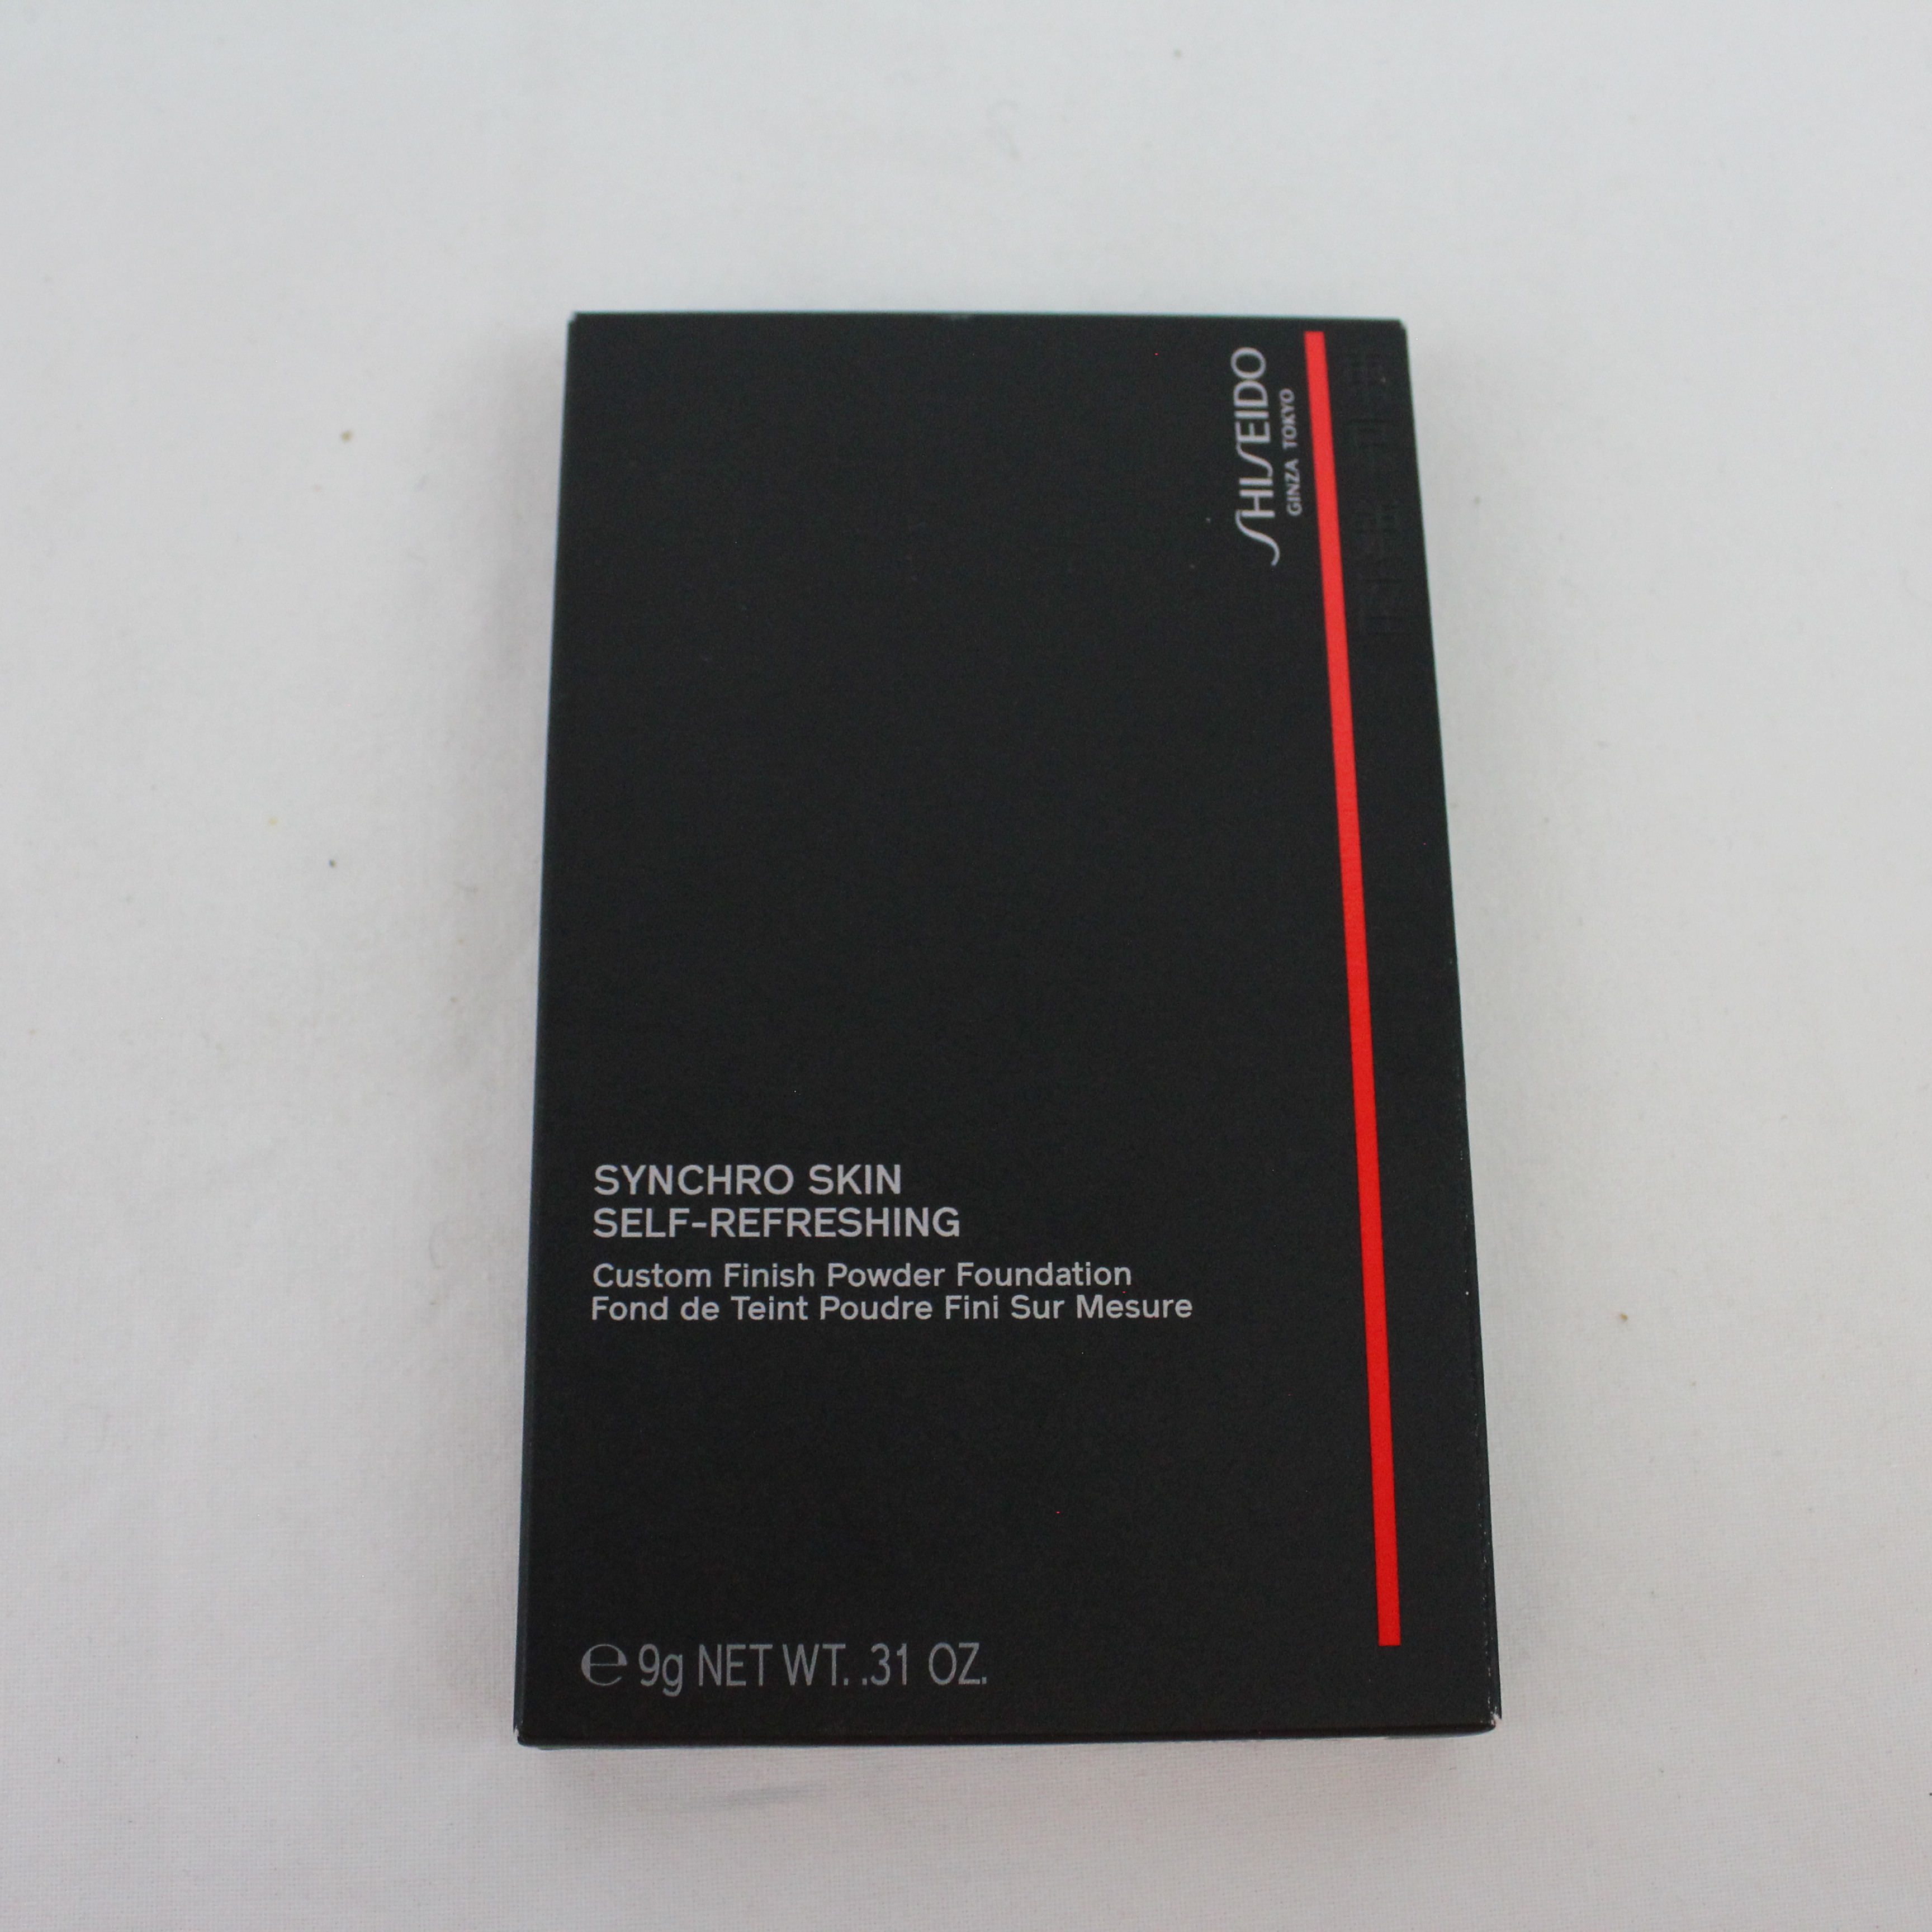 SHISEIDO
GINZA TOKYO
SYNCHRO SKIN
SELF-REFRESHING
Custom Finish Powder Foundation
Fond de Teint Poudre Fini Sur Mesure
℮ 9g NET WT. .31 OZ.